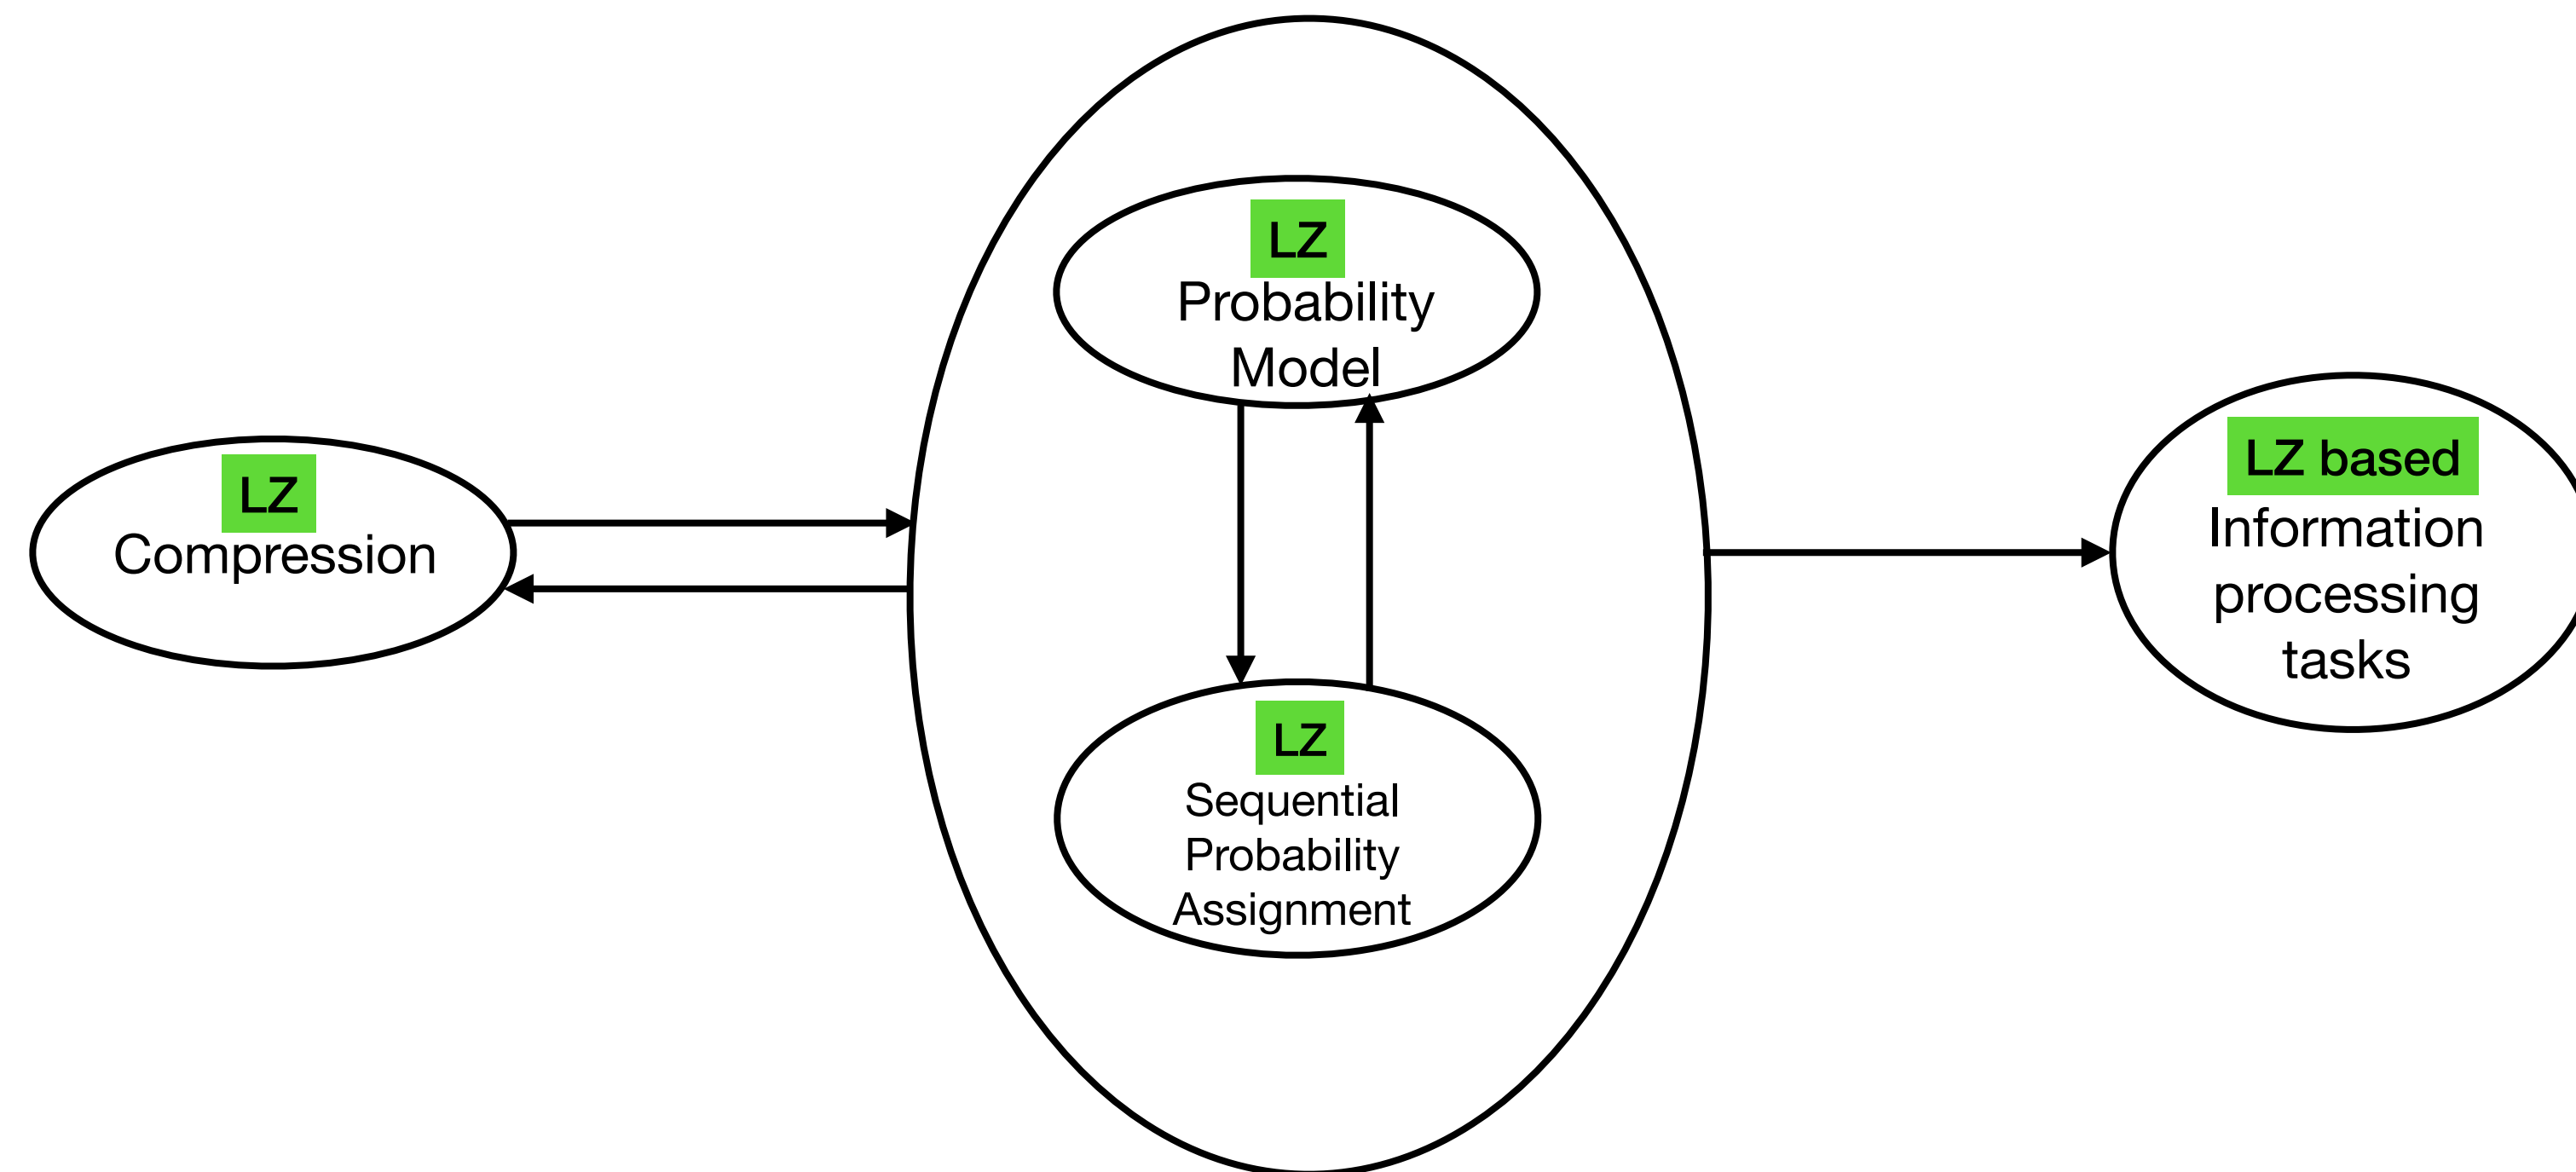 LZ
Compression
LZ
Probability
Model
LZ
Sequential
Probability
Assignment
LZ based
Information
processing
tasks